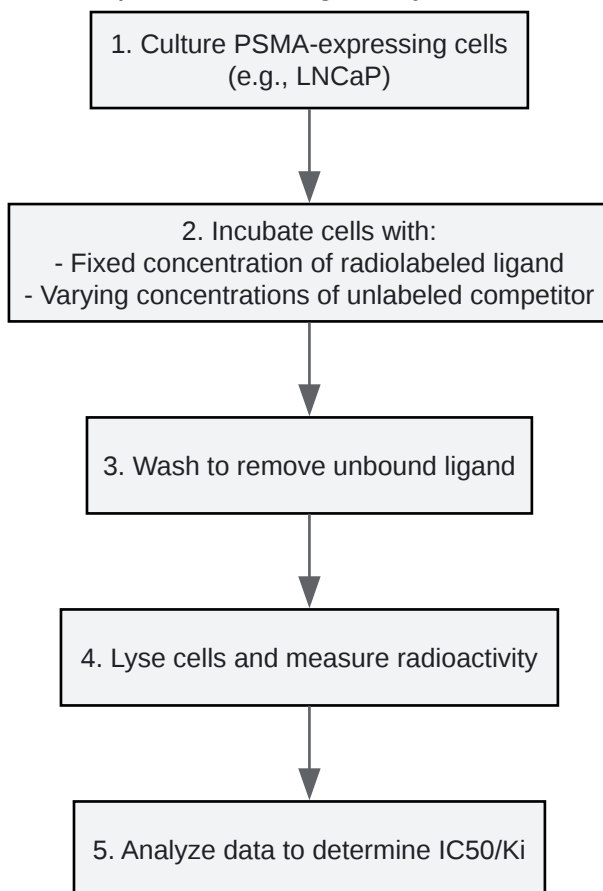 1. Culture PSMA-expressing cells
(e.g., LNCaP)
2. Incubate cells with:
- Fixed concentration of radiolabeled ligand
- Varying concentrations of unlabeled competitor
3. Wash to remove unbound ligand
4. Lyse cells and measure radioactivity
5. Analyze data to determine IC50/Ki